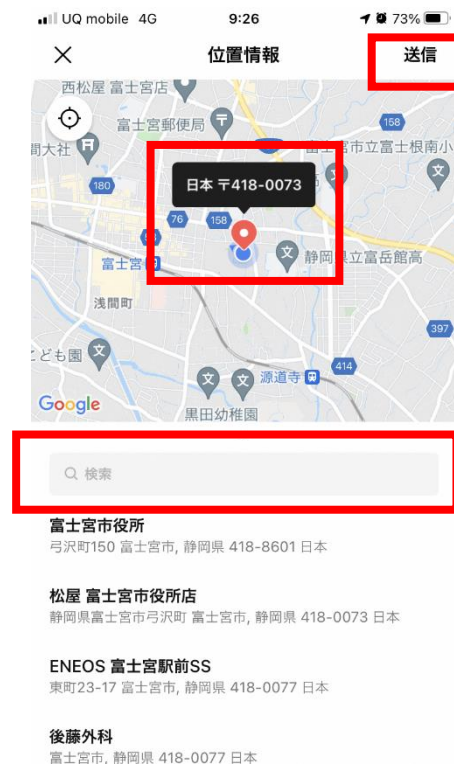 UQ mobile 4G 9:26 73%
位置情報 送信
西松屋 富士宮店
富士宮郵便局
158
間大社
富士宮市立富士根南小
180
日本 〒418-0073
76 158
静岡県立富岳館高
富士宮
浅間町
397
こども園
414
源道寺
Google
黒田幼稚園
検索
富士宮市役所
弓沢町150 富士宮市, 静岡県 418-8601 日本
松屋 富士宮市役所店
静岡県富士宮市弓沢町 富士宮市, 静岡県 418-0073 日本
ENEOS 富士宮駅前SS
東町23-17 富士宮市, 静岡県 418-0077 日本
後藤外科
富士宮市, 静岡県 418-0077 日本